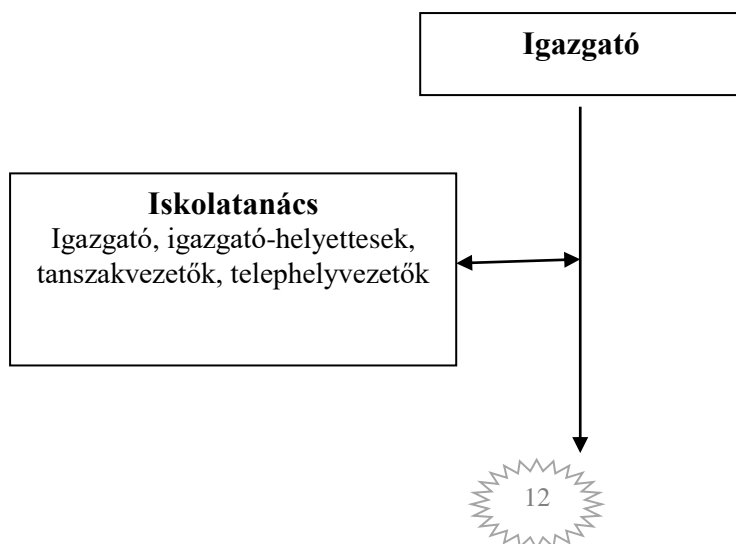 Igazgató
Iskolatanács
Igazgató, igazgató-helyettesek,
tanszakvezetők, telephelyvezetők
12